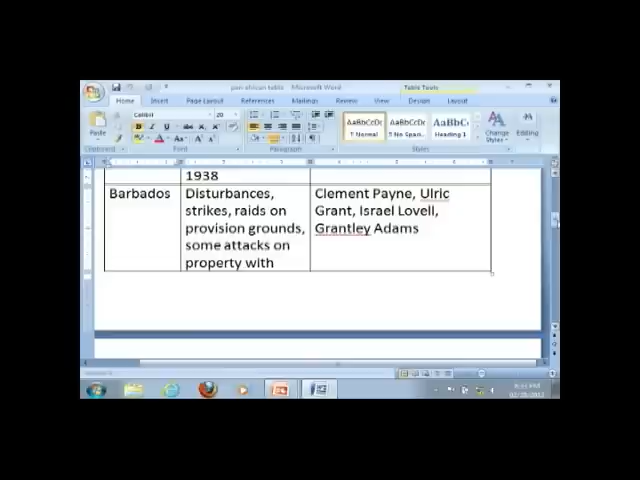 pan african table - Microsoft Word
Table Tools
Home Insert Page Layout References Mailings Review View Design Layout
Calibri 20
Paste
B I U
AaBbCcDc AaBbCcDc AaBbCc
¶ Normal ¶ No Spaci... Heading 1
Change Styles
Editing
Clipboard Font Paragraph Styles
1938
Barbados
Disturbances,
strikes, raids on
provision grounds,
some attacks on
property with
Clement Payne, Ulric
Grant, Israel Lovell,
Grantley Adams